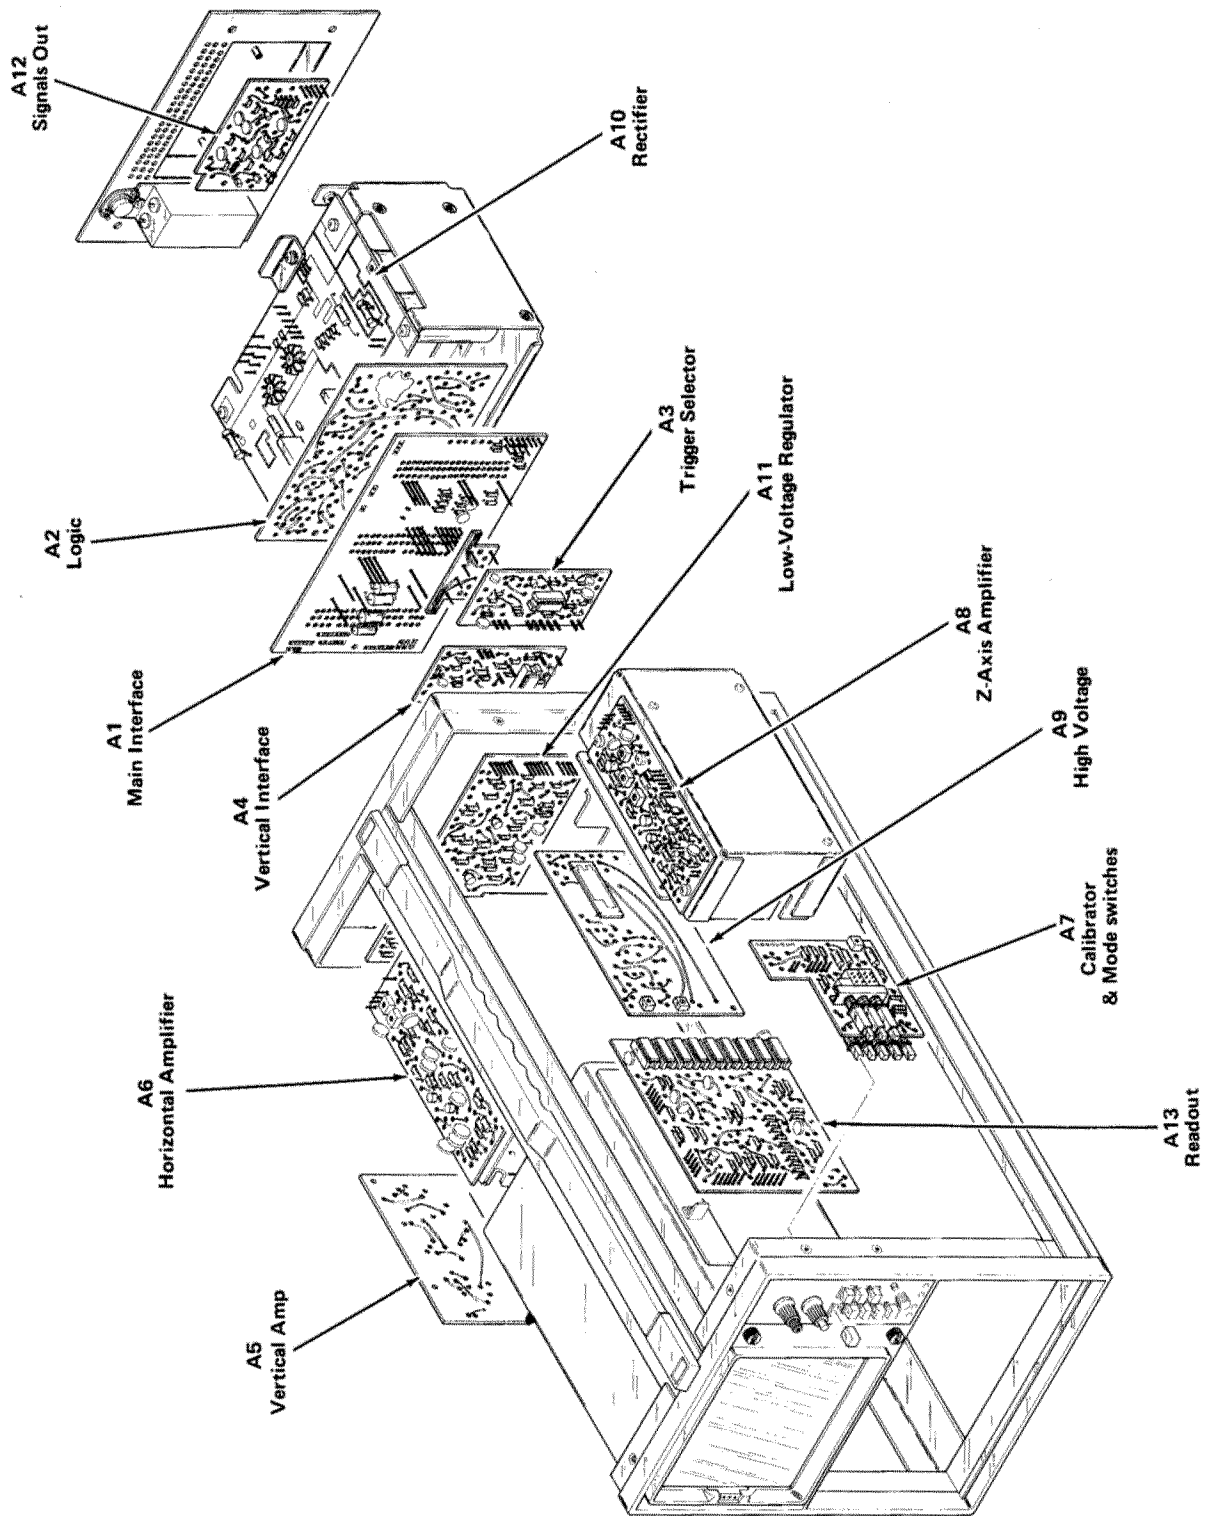 A12
Signals Out
A10
Rectifier
A2
Logic
A3
Trigger Selector
A11
Low-Voltage Regulator
A1
Main Interface
A4
Vertical Interface
A8
Z-Axis Amplifier
A9
High Voltage
A7
Calibrator
& Mode switches
A6
Horizontal Amplifier
A13
Readout
A5
Vertical Amp